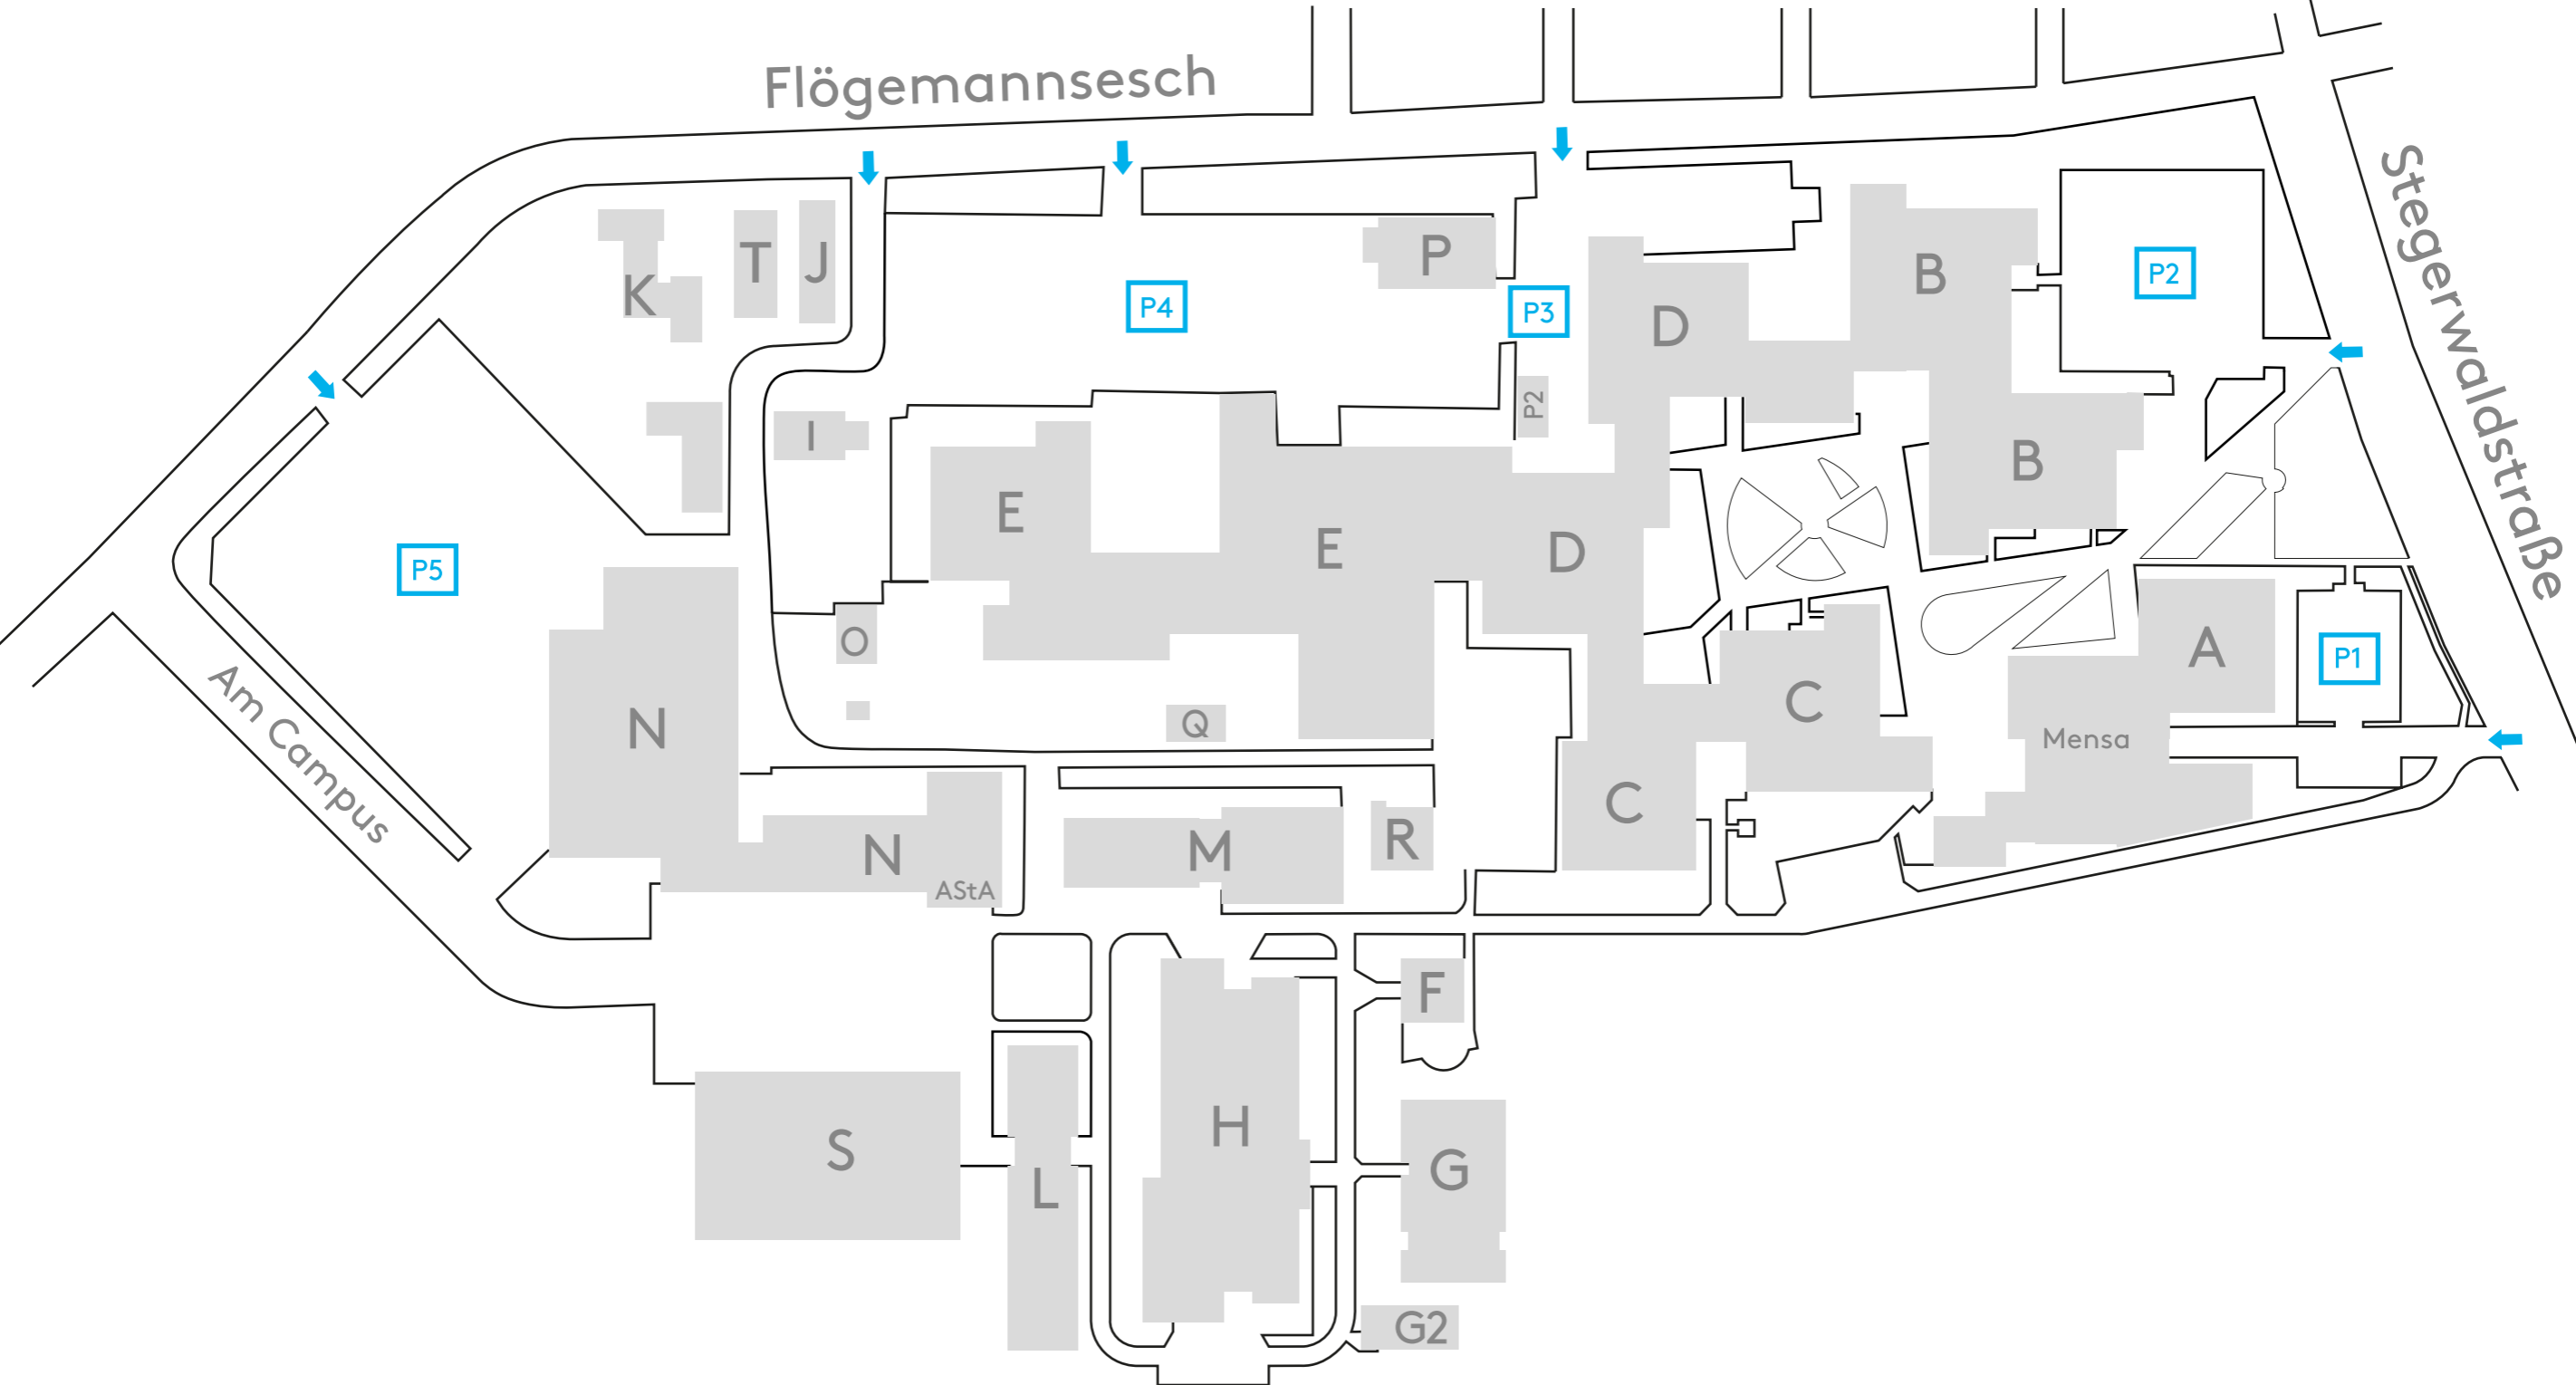 Flögemannsesch
Stegerwaldstraße
K
T
J
P
B
P2
P4
P3
D
P2
I
B
E
E
D
P5
O
A
P1
Am Campus
N
Q
C
Mensa
C
N
M
R
AStA
F
H
S
G
L
G2